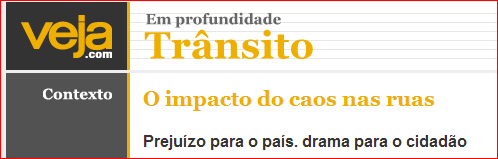 veja
.com
Em profundidade
Trânsito
Contexto
O impacto do caos nas ruas
Prejuízo para o país. drama para o cidadão